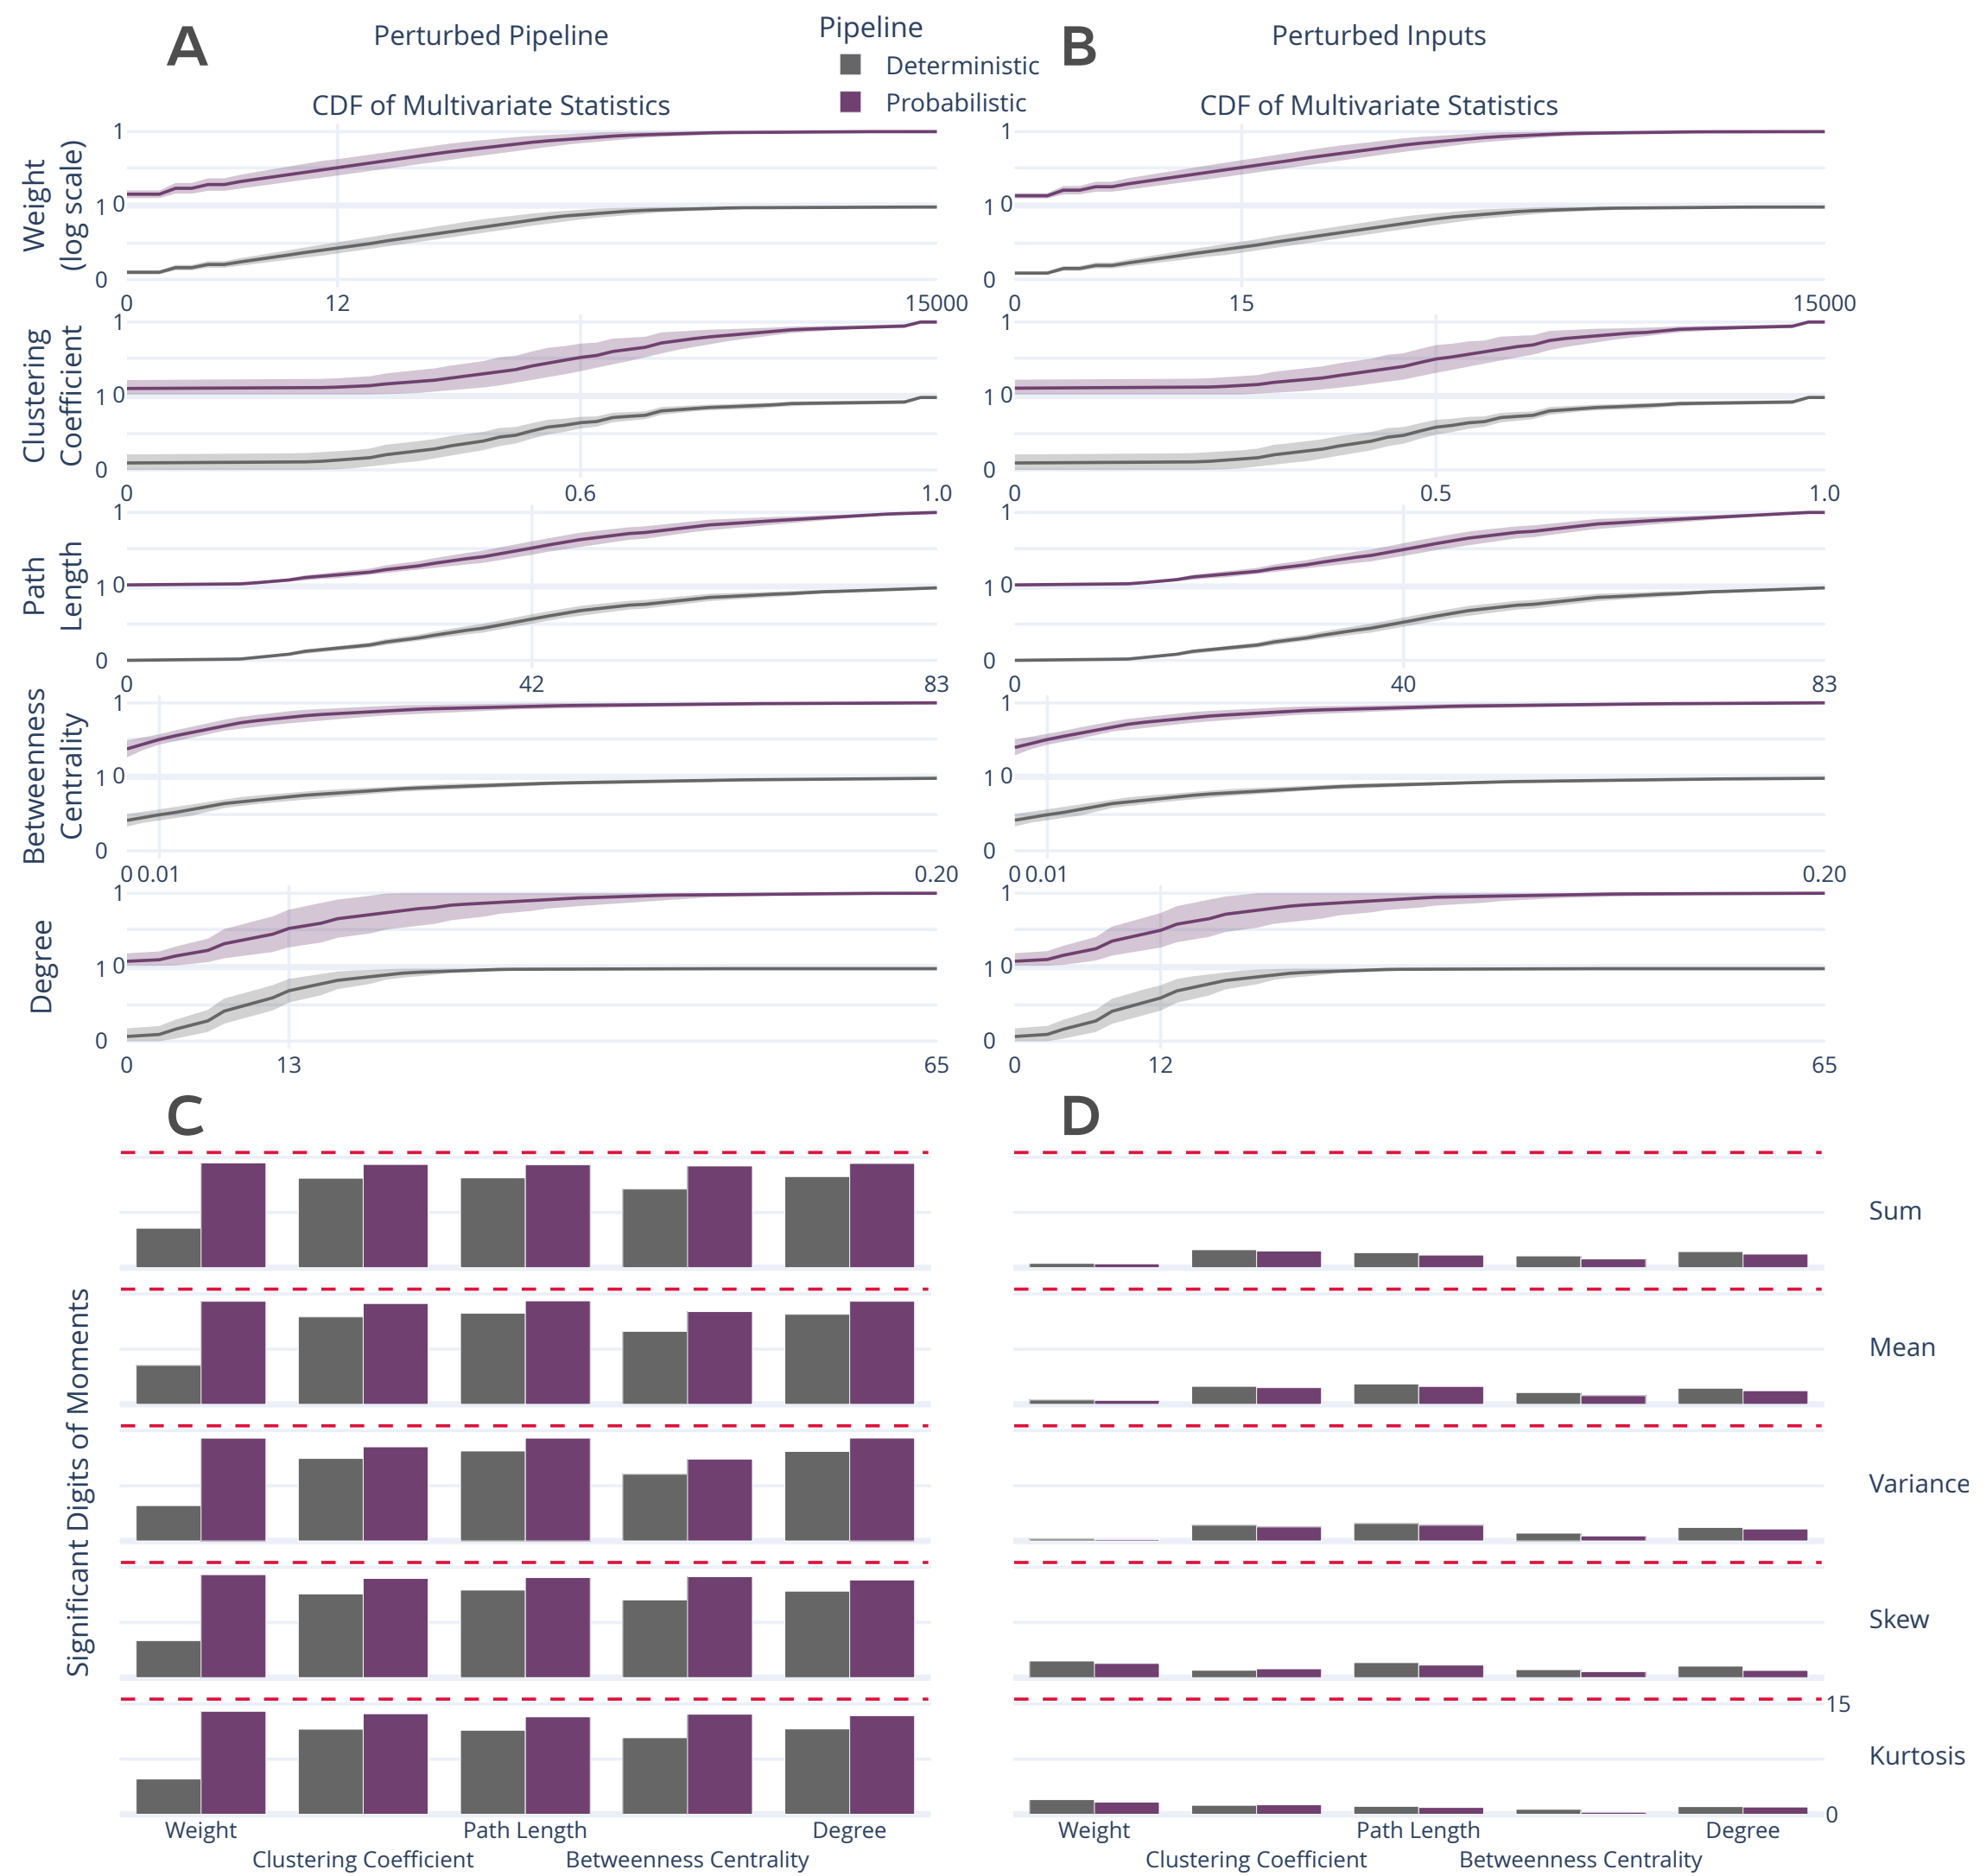 A
Perturbed Pipeline
Pipeline
Deterministic
Probabilistic
B
Perturbed Inputs
CDF of Multivariate Statistics
CDF of Multivariate Statistics
Weight
(log scale)
1
0
1
0
0
12
15000
1
0
1
0
0
15
15000
Clustering
Coefficient
1
0
1
0
0
0.6
1.0
1
0
1
0
0
0.5
1.0
Path
Length
1
0
1
0
0
42
83
1
0
1
0
0
40
83
Betweenness
Centrality
1
0
1
0
0
0.01
0.20
1
0
1
0
0
0.01
0.20
Degree
1
0
1
0
0
13
65
1
0
1
0
0
12
65
C
D
Significant Digits of Moments
Sum
Mean
Variance
Skew
15
Kurtosis
0
Weight
Clustering Coefficient
Path Length
Betweenness Centrality
Degree
Weight
Clustering Coefficient
Path Length
Betweenness Centrality
Degree